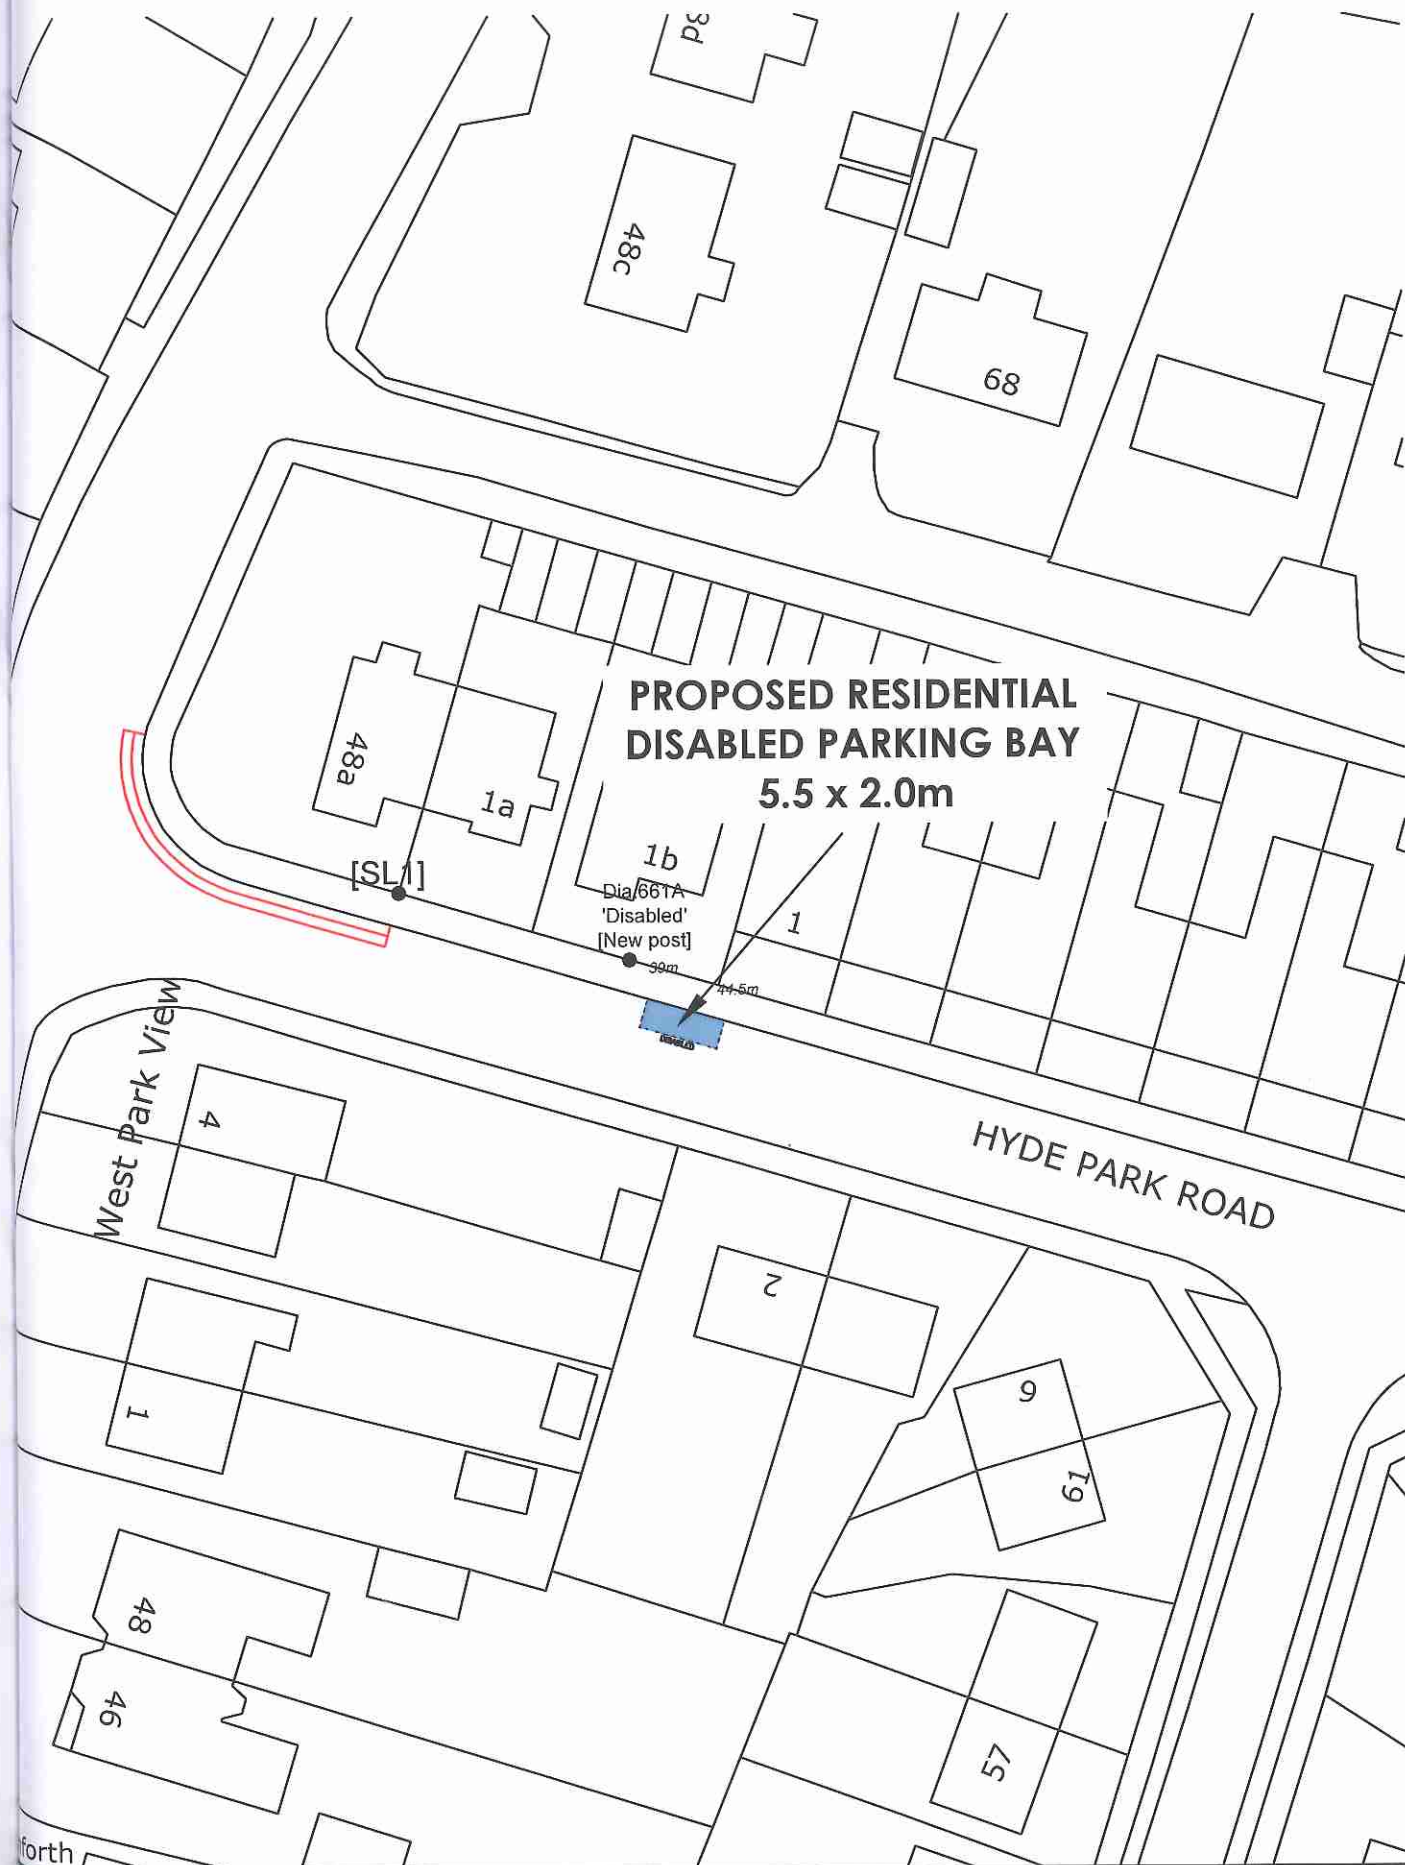 3d
48c
68
PROPOSED RESIDENTIAL
DISABLED PARKING BAY
5.5 x 2.0m
48a
1a
1b
[SL1]
Dia 661A
'Disabled'
[New post]
39m
44.5m
1
West Park View
4
HYDE PARK ROAD
2
1
9
61
48
46
57
forth